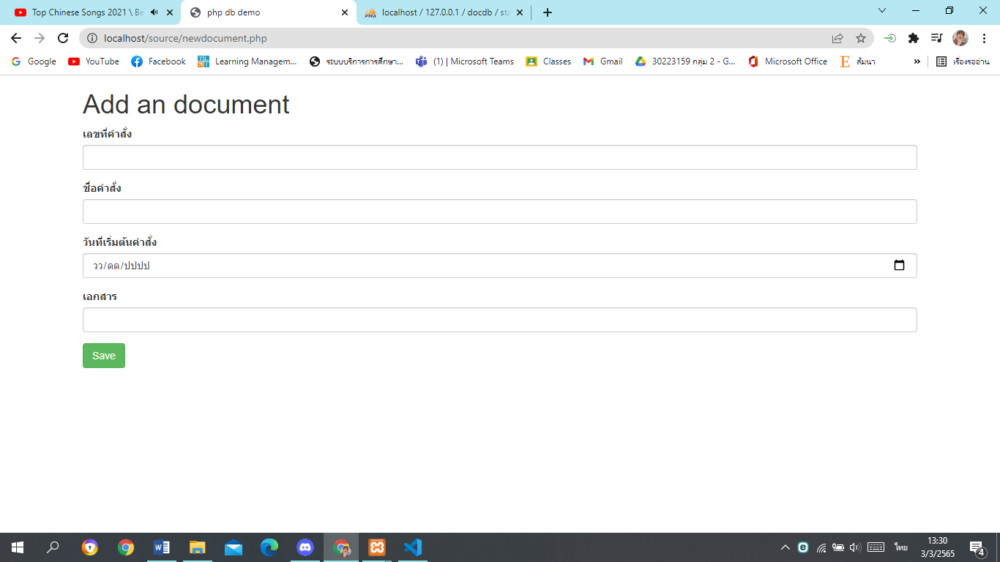 Top Chinese Songs 2021 \ Be
php db demo
localhost / 127.0.0.1 / docdb / sta
localhost/source/newdocument.php
Google
YouTube
Facebook
Learning Managem...
ระบบบริการการศึกษา...
(1) | Microsoft Teams
Classes
Gmail
30223159 กลุ่ม 2 - G...
Microsoft Office
สัมนา
»
เรื่องรออ่าน
Add an document
เลขที่คำสั่ง
ชื่อคำสั่ง
วันที่เริ่มต้นคำสั่ง
วว/ดด/ปปปป
เอกสาร
Save
ไทย
13:30
3/3/2565
4